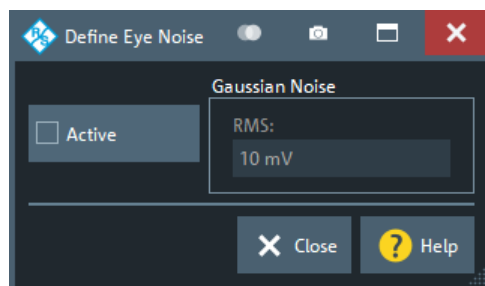 Define Eye Noise
Gaussian Noise
Active
RMS:
10 mV
Close
? Help